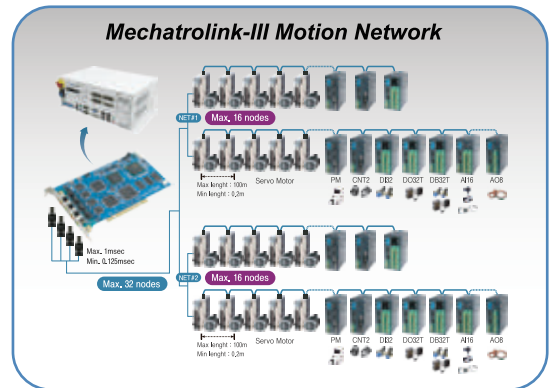 Mechatrolink-III Motion Network
NET#1
Max. 16 nodes
Max lenght : 100m
Min lenght : 0,2m
Servo Motor
PM
CNT2
DI32
DO32T
DB32T
AI16
AO8
Max. 1msec
Min. 0.125msec
Max. 32 nodes
NET#2
Max. 16 nodes
Max lenght : 100m
Min lenght : 0,2m
Servo Motor
PM
CNT2
DI32
DO32T
DB32T
AI16
AO8